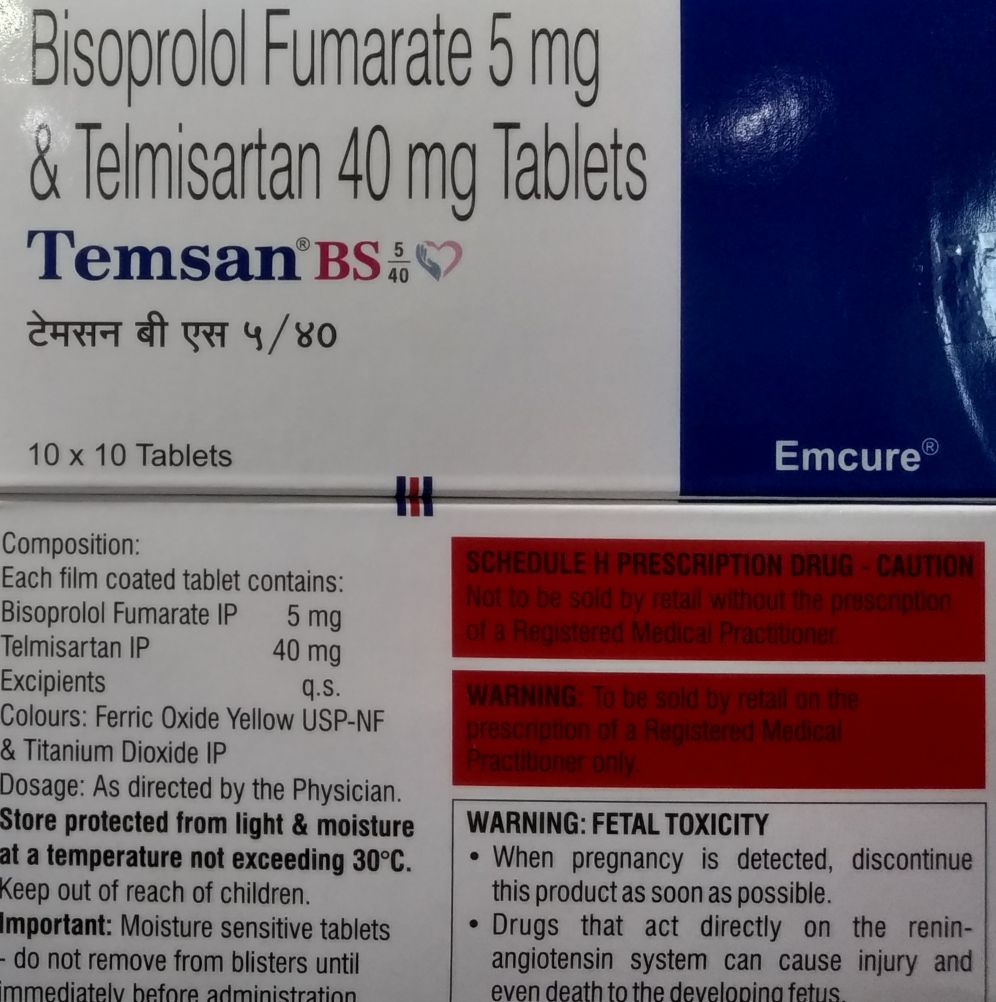 Bisoprolol Fumarate 5 mg
& Telmisartan 40 mg Tablets
Temsan® BS 5/40
टेमसन बी एस ५/४०
10 x 10 Tablets
Emcure®
Composition:
Each film coated tablet contains:
Bisoprolol Fumarate IP 5 mg
Telmisartan IP 40 mg
Excipients q.s.
Colours: Ferric Oxide Yellow USP-NF
& Titanium Dioxide IP
Dosage: As directed by the Physician.
Store protected from light & moisture
at a temperature not exceeding 30°C.
Keep out of reach of children.
Important: Moisture sensitive tablets
- do not remove from blisters until
immediately before administration
SCHEDULE H PRESCRIPTION DRUG - CAUTION
Not to be sold by retail without the prescription
of a Registered Medical Practitioner.
WARNING: To be sold by retail on the
prescription of a Registered Medical
Practitioner only.
WARNING: FETAL TOXICITY
• When pregnancy is detected, discontinue
this product as soon as possible.
• Drugs that act directly on the renin-
angiotensin system can cause injury and
even death to the developing fetus.